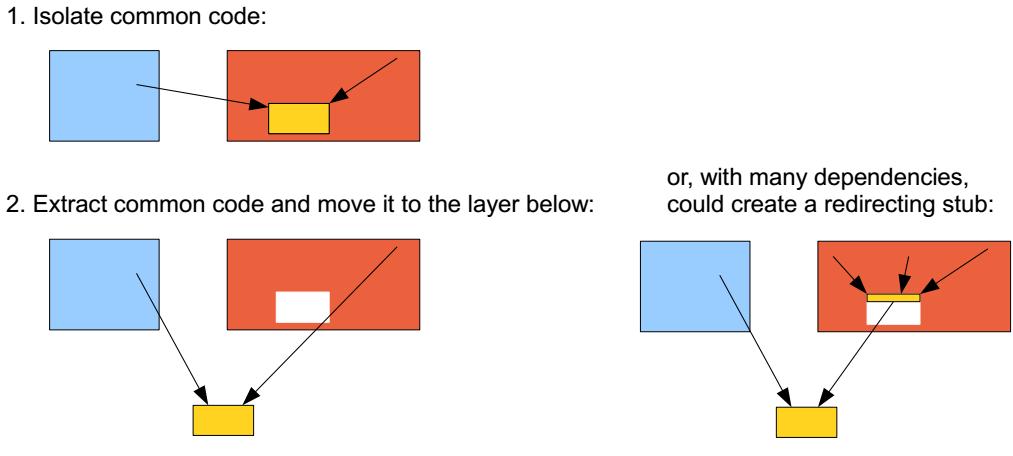 1. Isolate common code:
2. Extract common code and move it to the layer below:
or, with many dependencies,
could create a redirecting stub: